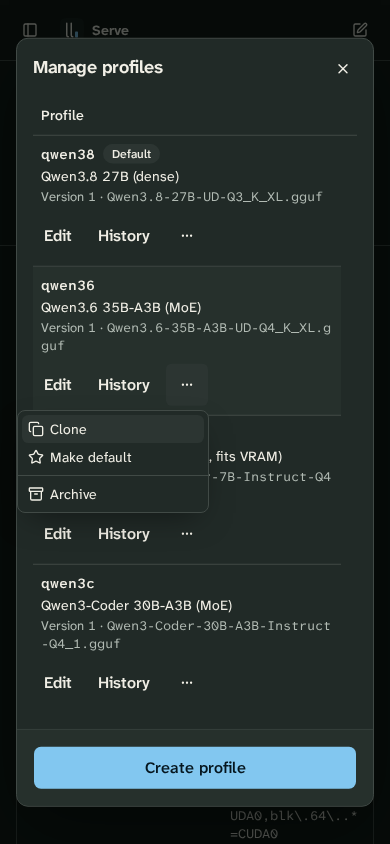 Serve
Manage profiles
Profile
qwen38 Default
Qwen3.8 27B (dense)
Version 1 · Qwen3.8-27B-UD-Q3_K_XL.gguf
Edit History ···
qwen36
Qwen3.6 35B-A3B (MoE)
Version 1 · Qwen3.6-35B-A3B-UD-Q4_K_XL.g
guf
Edit History ···
Clone
Make default
, fits VRAM)
-7B-Instruct-Q4
Archive
Edit History ···
qwen3c
Qwen3-Coder 30B-A3B (MoE)
Version 1 · Qwen3-Coder-30B-A3B-Instruct
-Q4_1.gguf
Edit History ···
Create profile
UDA0,blk\.64\..*
=CUDA0